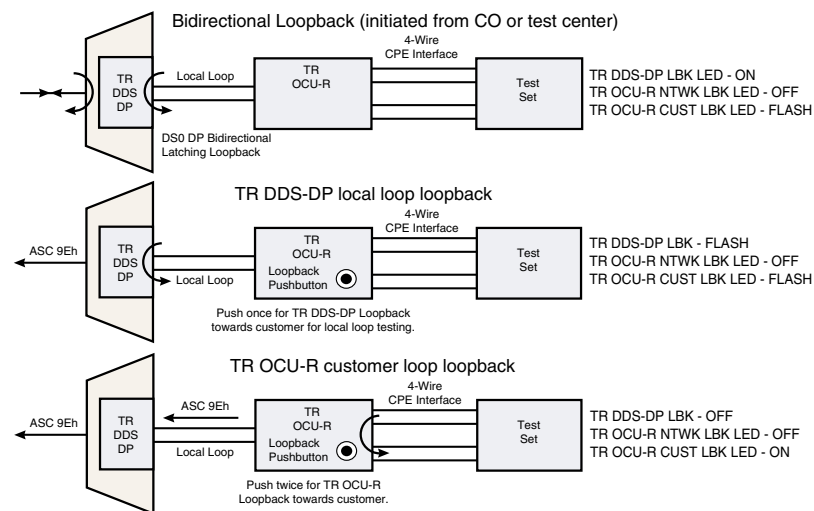 Bidirectional Loopback (initiated from CO or test center)
4-Wire
CPE Interface
TR
DDS
DP
Local Loop
TR
OCU-R
Test
Set
TR DDS-DP LBK LED - ON
TR OCU-R NTWK LBK LED - OFF
TR OCU-R CUST LBK LED - FLASH
DS0 DP Bidirectional
Latching Loopback
TR DDS-DP local loop loopback
4-Wire
CPE Interface
ASC 9Eh
TR
DDS
DP
Local Loop
TR
OCU-R
Loopback
Pushbutton
Test
Set
TR DDS-DP LBK - FLASH
TR OCU-R NTWK LBK LED - OFF
TR OCU-R CUST LBK LED - FLASH
Push once for TR DDS-DP Loopback
towards customer for local loop testing.
TR OCU-R customer loop loopback
4-Wire
CPE Interface
ASC 9Eh
TR
DDS
DP
ASC 9Eh
Local Loop
TR
OCU-R
Loopback
Pushbutton
Test
Set
TR DDS-DP LBK - OFF
TR OCU-R NTWK LBK LED - OFF
TR OCU-R CUST LBK LED - ON
Push twice for TR OCU-R
Loopback towards customer.